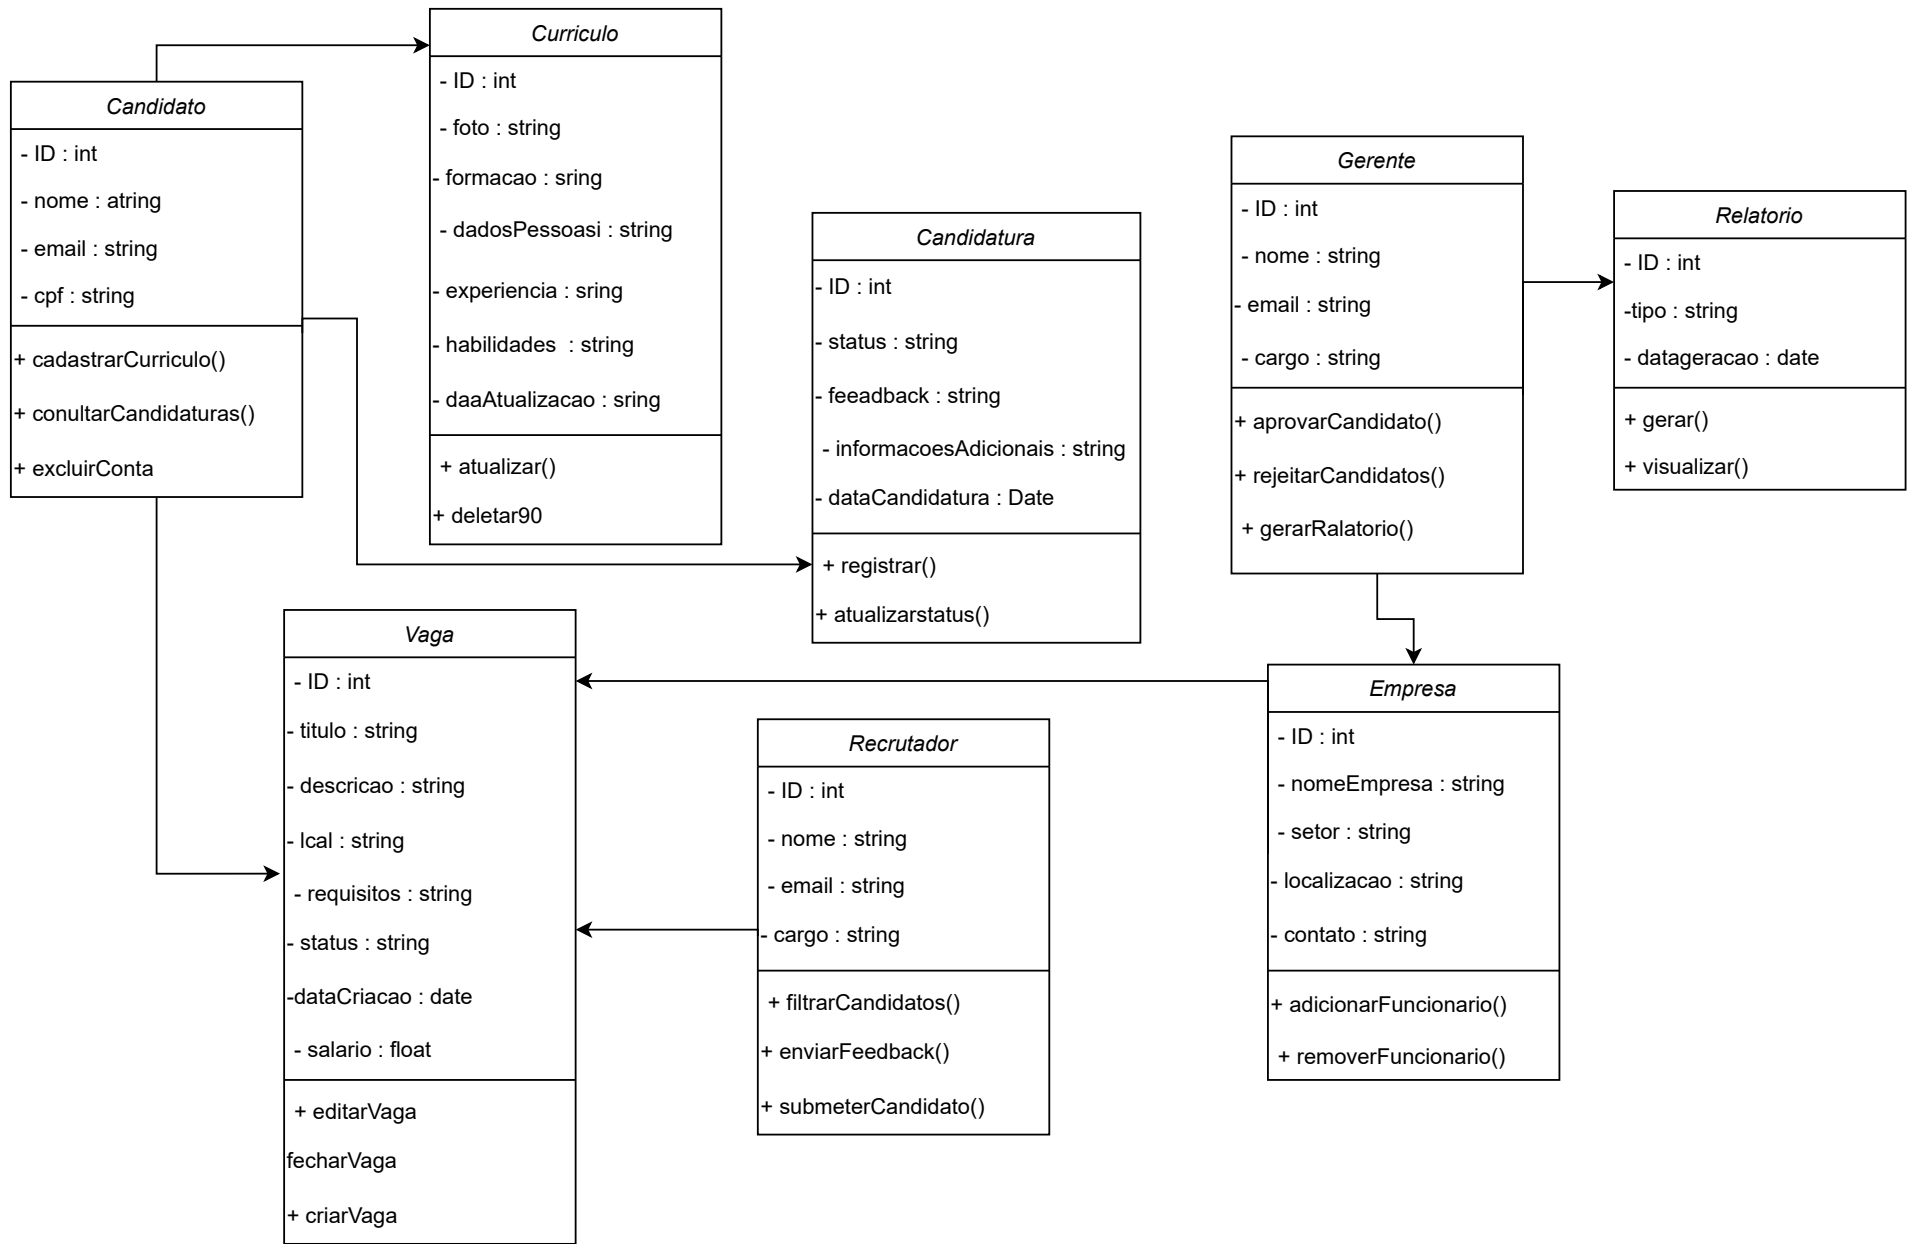 Curriculo
- ID : int
- foto : string
- formacao : sring
- dadosPessoasi : string
- experiencia : sring
- habilidades : string
- daaAtualizacao : sring
+ atualizar()
+ deletar90
Candidato
- ID : int
- nome : atring
- email : string
- cpf : string
+ cadastrarCurriculo()
+ conultarCandidaturas()
+ excluirConta
Candidatura
- ID : int
- status : string
- feeadback : string
- informacoesAdicionais : string
- dataCandidatura : Date
+ registrar()
+ atualizarstatus()
Gerente
- ID : int
- nome : string
- email : string
- cargo : string
+ aprovarCandidato()
+ rejeitarCandidatos()
+ gerarRalatorio()
Relatorio
- ID : int
-tipo : string
- datageracao : date
+ gerar()
+ visualizar()
Vaga
- ID : int
- titulo : string
- descricao : string
- lcal : string
- requisitos : string
- status : string
-dataCriacao : date
- salario : float
+ editarVaga
fecharVaga
+ criarVaga
Recrutador
- ID : int
- nome : string
- email : string
- cargo : string
+ filtrarCandidatos()
+ enviarFeedback()
+ submeterCandidato()
Empresa
- ID : int
- nomeEmpresa : string
- setor : string
- localizacao : string
- contato : string
+ adicionarFuncionario()
+ removerFuncionario()